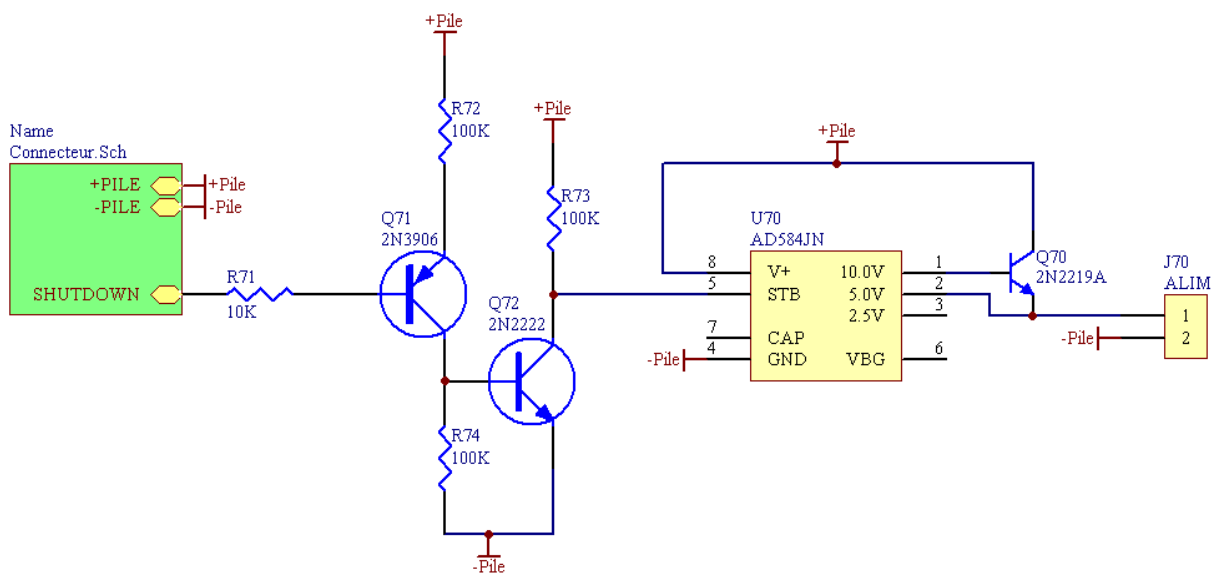 +Pile
R72
100K
+Pile
Name
Connecteur.Sch
+PILE
+Pile
-PILE
-Pile
SHUTDOWN
R71
10K
Q71
2N3906
R73
100K
Q72
2N2222
R74
100K
-Pile
+Pile
U70
AD584JN
8
V+
10.0V
1
5
STB
5.0V
2
2.5V
3
7
CAP
-Pile
4
GND
VBG
6
Q70
2N2219A
J70
ALIM
1
-Pile
2